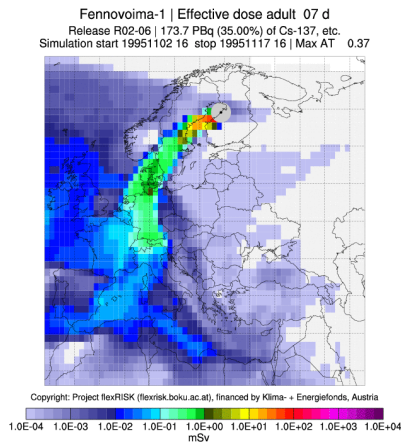 Fennovoima-1 | Effective dose adult 07 d
Release R02-06 | 173.7 PBq (35.00%) of Cs-137, etc.
Simulation start 19951102 16 stop 19951117 16 | Max AT 0.37
Copyright: Project flexRISK (flexrisk.boku.ac.at), financed by Klima- + Energiefonds, Austria
1.0E-04 1.0E-03 1.0E-02 1.0E-01 1.0E+00 1.0E+01 1.0E+02 1.0E+03 1.0E+04
mSv